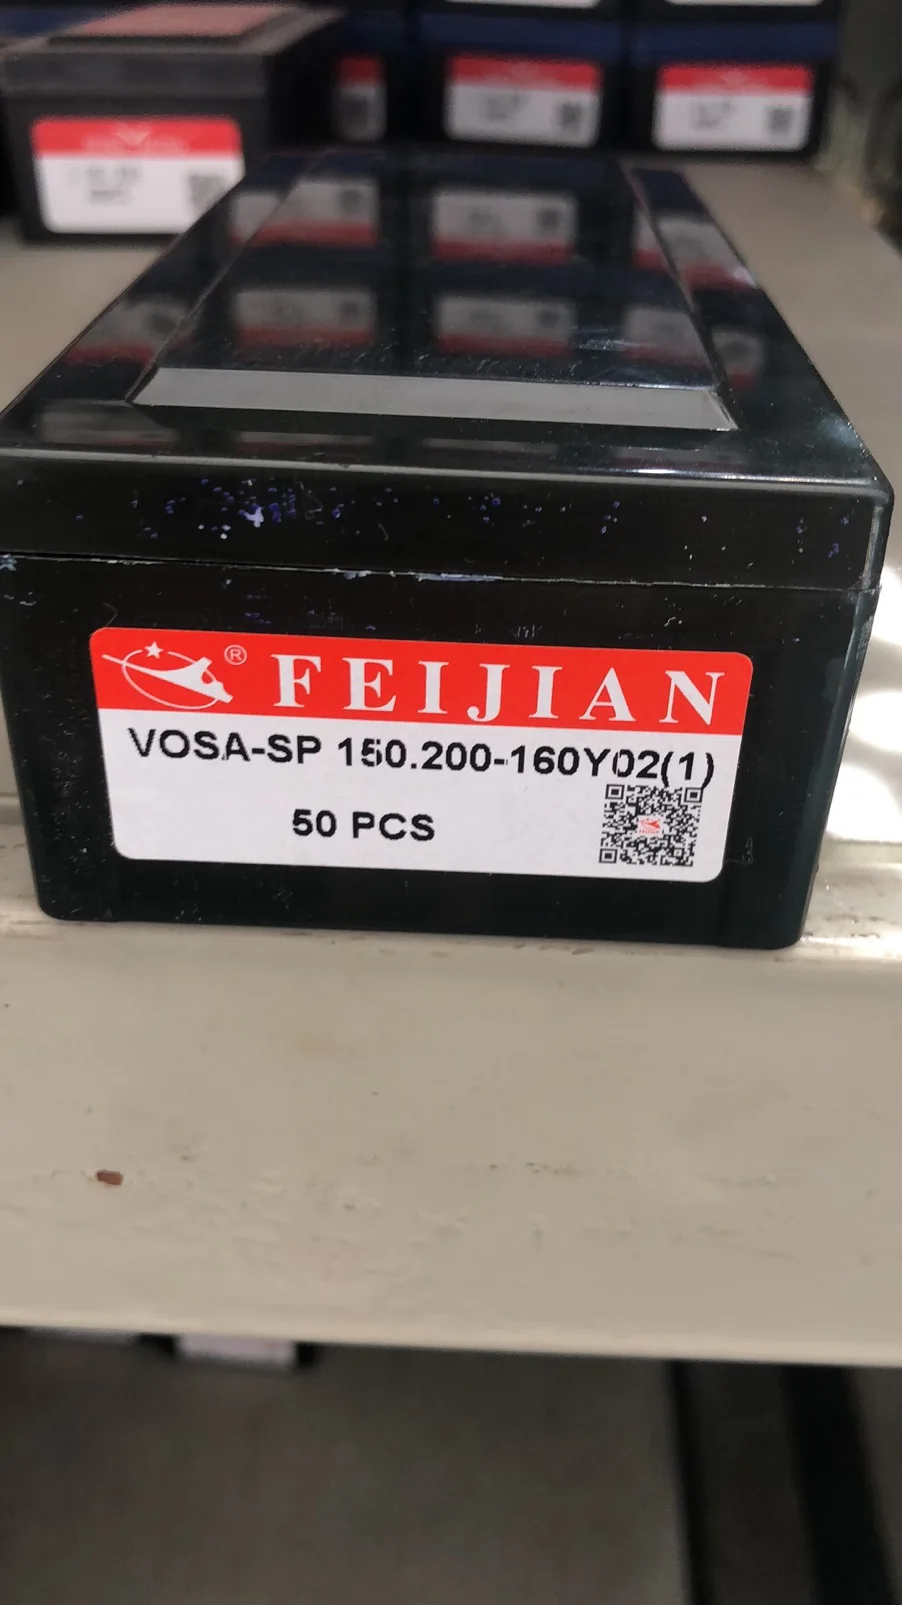 ® FEIJIAN
VOSA-SP 150.200-160Y02(1)
50 PCS